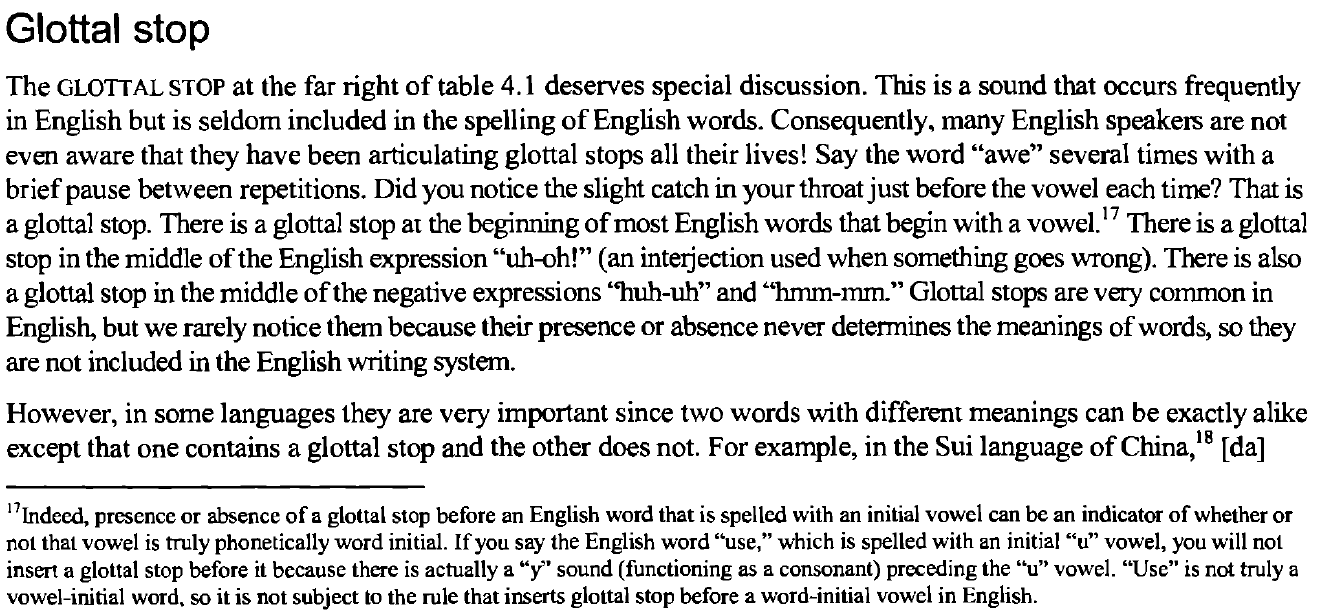 Glottal stop
The GLOTTAL STOP at the far right of table 4.1 deserves special discussion. This is a sound that occurs frequently
in English but is seldom included in the spelling of English words. Consequently, many English speakers are not
even aware that they have been articulating glottal stops all their lives! Say the word “awe” several times with a
brief pause between repetitions. Did you notice the slight catch in your throat just before the vowel each time? That is
a glottal stop. There is a glottal stop at the beginning of most English words that begin with a vowel.¹⁷ There is a glottal
stop in the middle of the English expression “uh-oh!” (an interjection used when something goes wrong). There is also
a glottal stop in the middle of the negative expressions “huh-uh” and “hmm-mm.” Glottal stops are very common in
English, but we rarely notice them because their presence or absence never determines the meanings of words, so they
are not included in the English writing system.
However, in some languages they are very important since two words with different meanings can be exactly alike
except that one contains a glottal stop and the other does not. For example, in the Sui language of China,¹⁸ [da]
¹⁷Indeed, presence or absence of a glottal stop before an English word that is spelled with an initial vowel can be an indicator of whether or
not that vowel is truly phonetically word initial. If you say the English word “use,” which is spelled with an initial “u” vowel, you will not
insert a glottal stop before it because there is actually a “y” sound (functioning as a consonant) preceding the “u” vowel. “Use” is not truly a
vowel-initial word, so it is not subject to the rule that inserts glottal stop before a word-initial vowel in English.